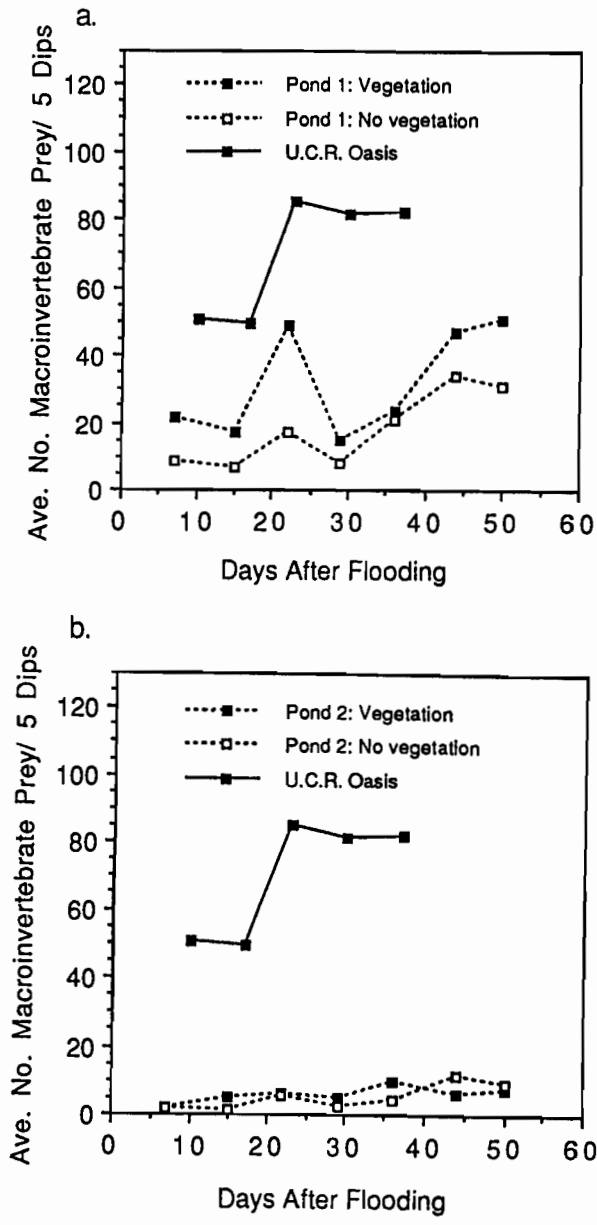 a.
Ave. No. Macroinvertebrate Prey/ 5 Dips
120
100
80
60
40
20
0
Pond 1: Vegetation
Pond 1: No vegetation
U.C.R. Oasis
0 10 20 30 40 50 60
Days After Flooding
b.
Ave. No. Macroinvertebrate Prey/ 5 Dips
120
100
80
60
40
20
0
Pond 2: Vegetation
Pond 2: No vegetation
U.C.R. Oasis
0 10 20 30 40 50 60
Days After Flooding